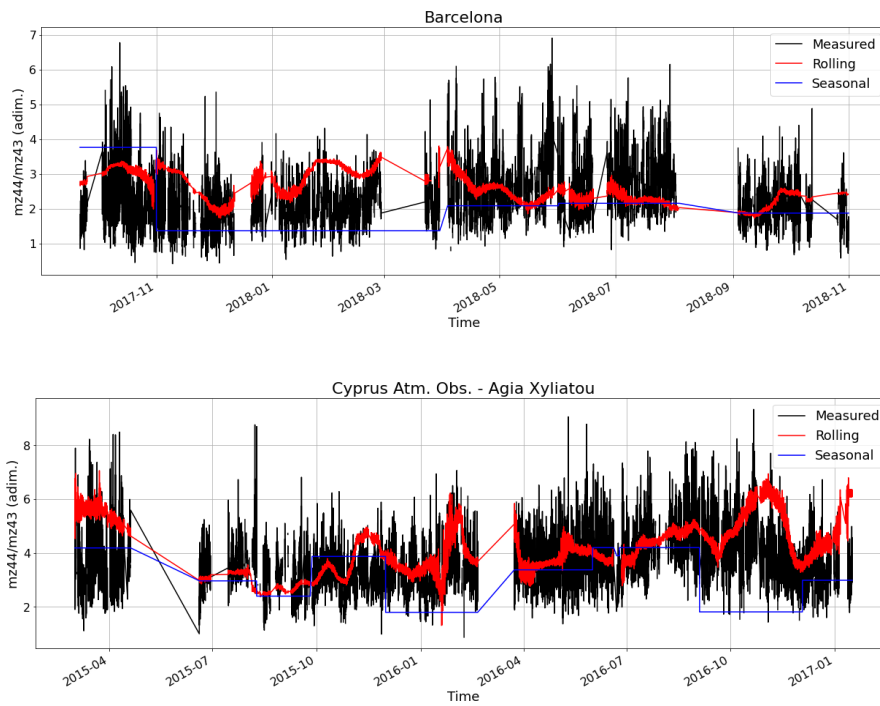 Barcelona
mz44/mz43 (adim.)
7
6
5
4
3
2
1
Measured
Rolling
Seasonal
2017-11
2018-01
2018-03
2018-05
2018-07
2018-09
2018-11
Time
Cyprus Atm. Obs. - Agia Xyliatou
mz44/mz43 (adim.)
8
6
4
2
Measured
Rolling
Seasonal
2015-04
2015-07
2015-10
2016-01
2016-04
2016-07
2016-10
2017-01
Time